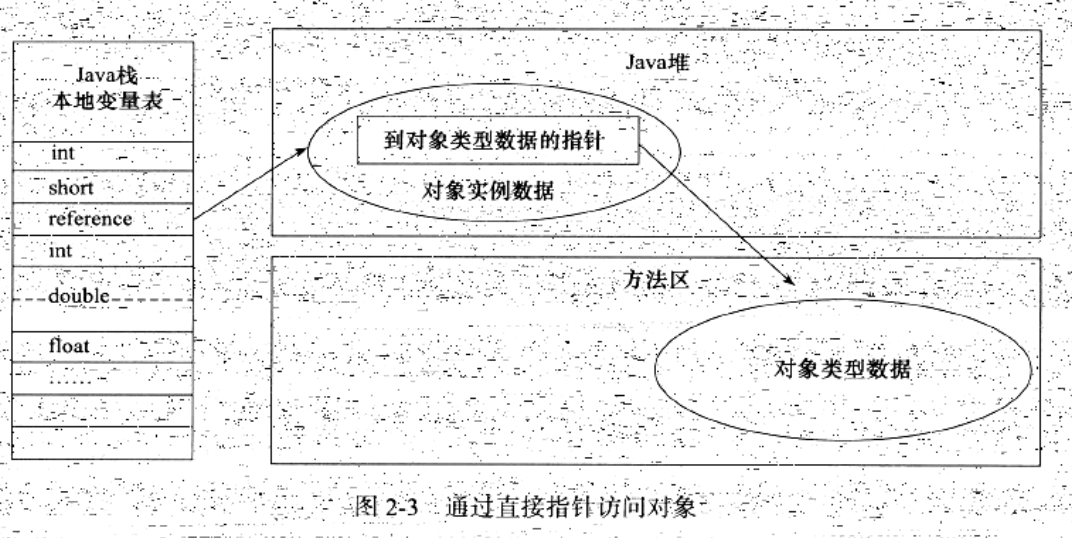 Java栈
本地变量表
int
short
reference
int
double
float
……
Java堆
到对象类型数据的指针
对象实例数据
方法区
对象类型数据
图 2-3 通过直接指针访问对象